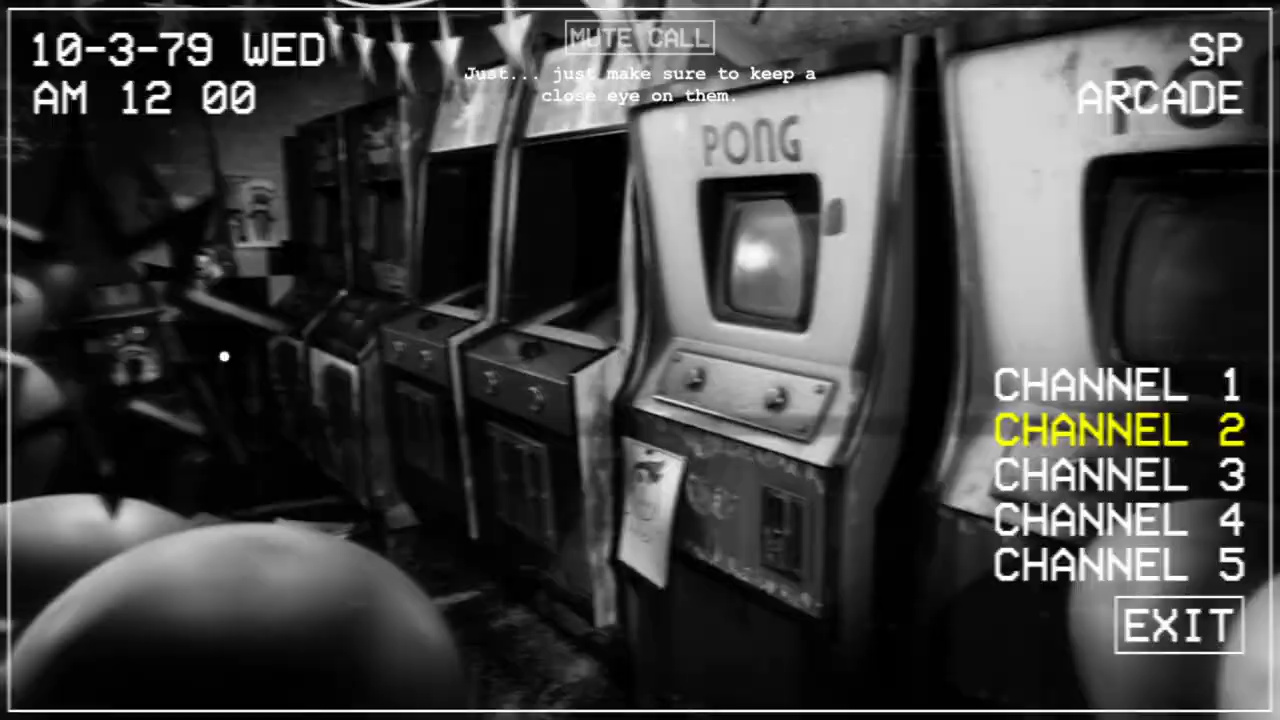 10-3-79 WED
AM 12 00
MUTE CALL
Just... just make sure to keep a
close eye on them.
SP
ARCADE
PONG
CHANNEL 1
CHANNEL 2
CHANNEL 3
CHANNEL 4
CHANNEL 5
EXIT